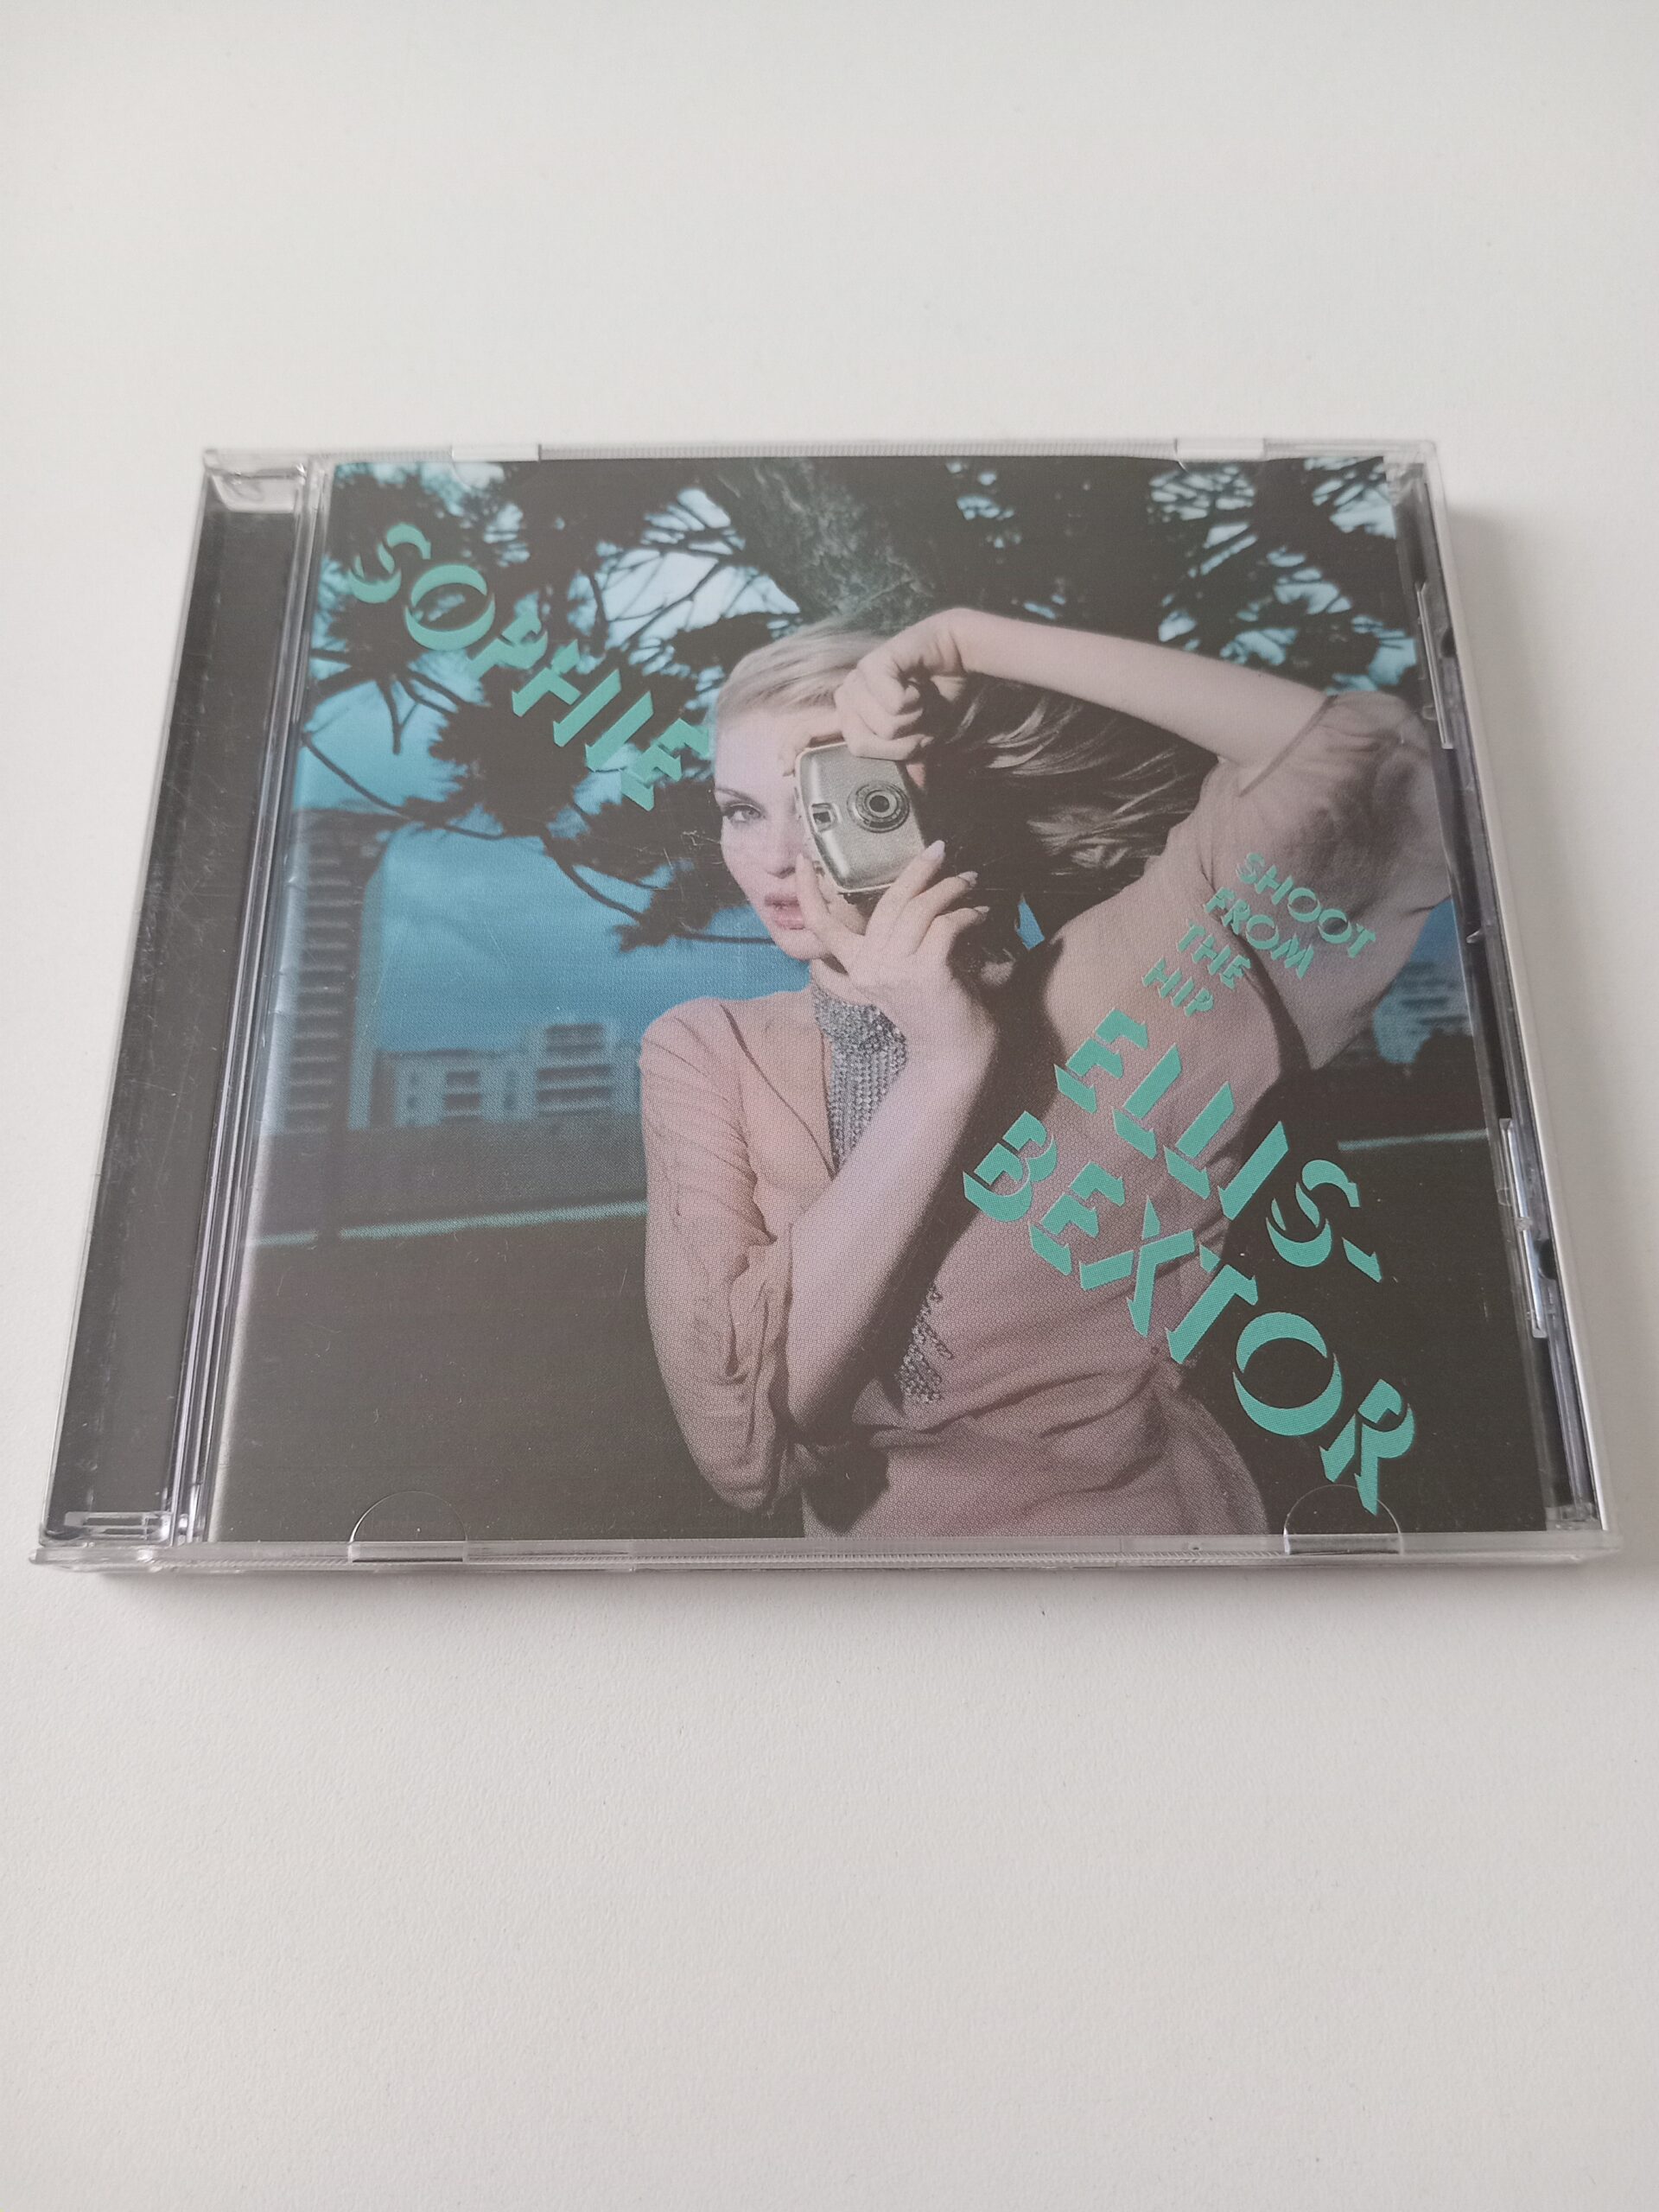 SOPHIE
SHOOT
FROM
THE
HIP
ELLIS-
BEXTOR